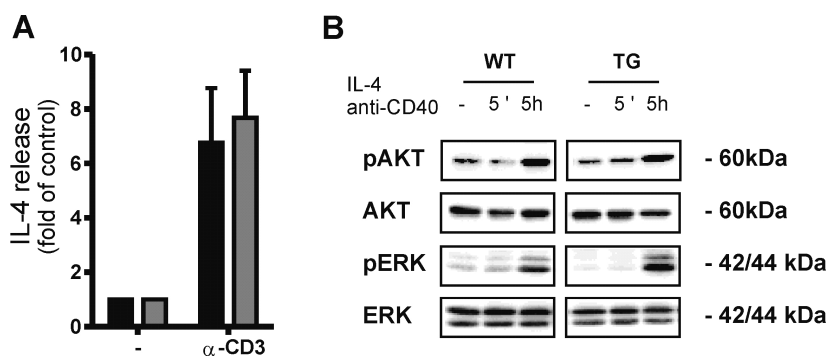 A
IL-4 release
(fold of control)
10
8
6
4
2
0
-
α-CD3
B
WT
TG
IL-4
anti-CD40
- 5' 5h
- 5' 5h
pAKT
- 60kDa
AKT
- 60kDa
pERK
- 42/44 kDa
ERK
- 42/44 kDa